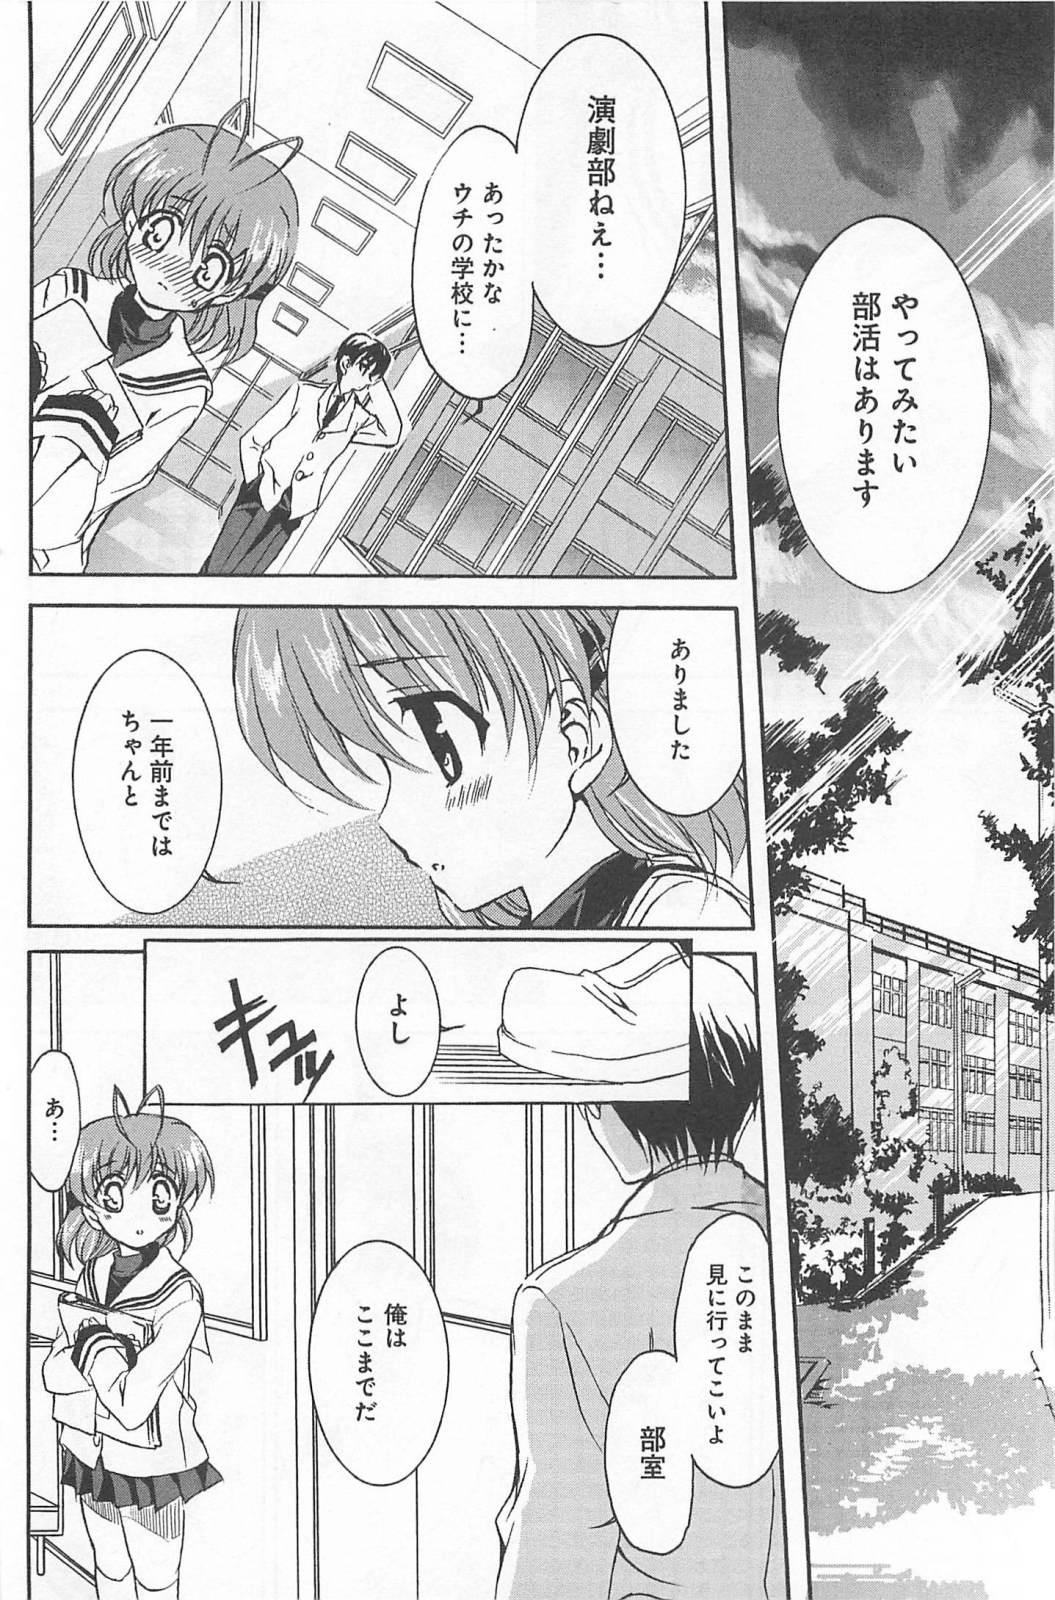 やってみたい
部活はあります
演劇部ねえ…
あったかな
ウチの学校に…
ありました
一年前までは
ちゃんと
よし
キュッ
このまま
見に行ってこいよ
部室
俺は
ここまでだ
あ…